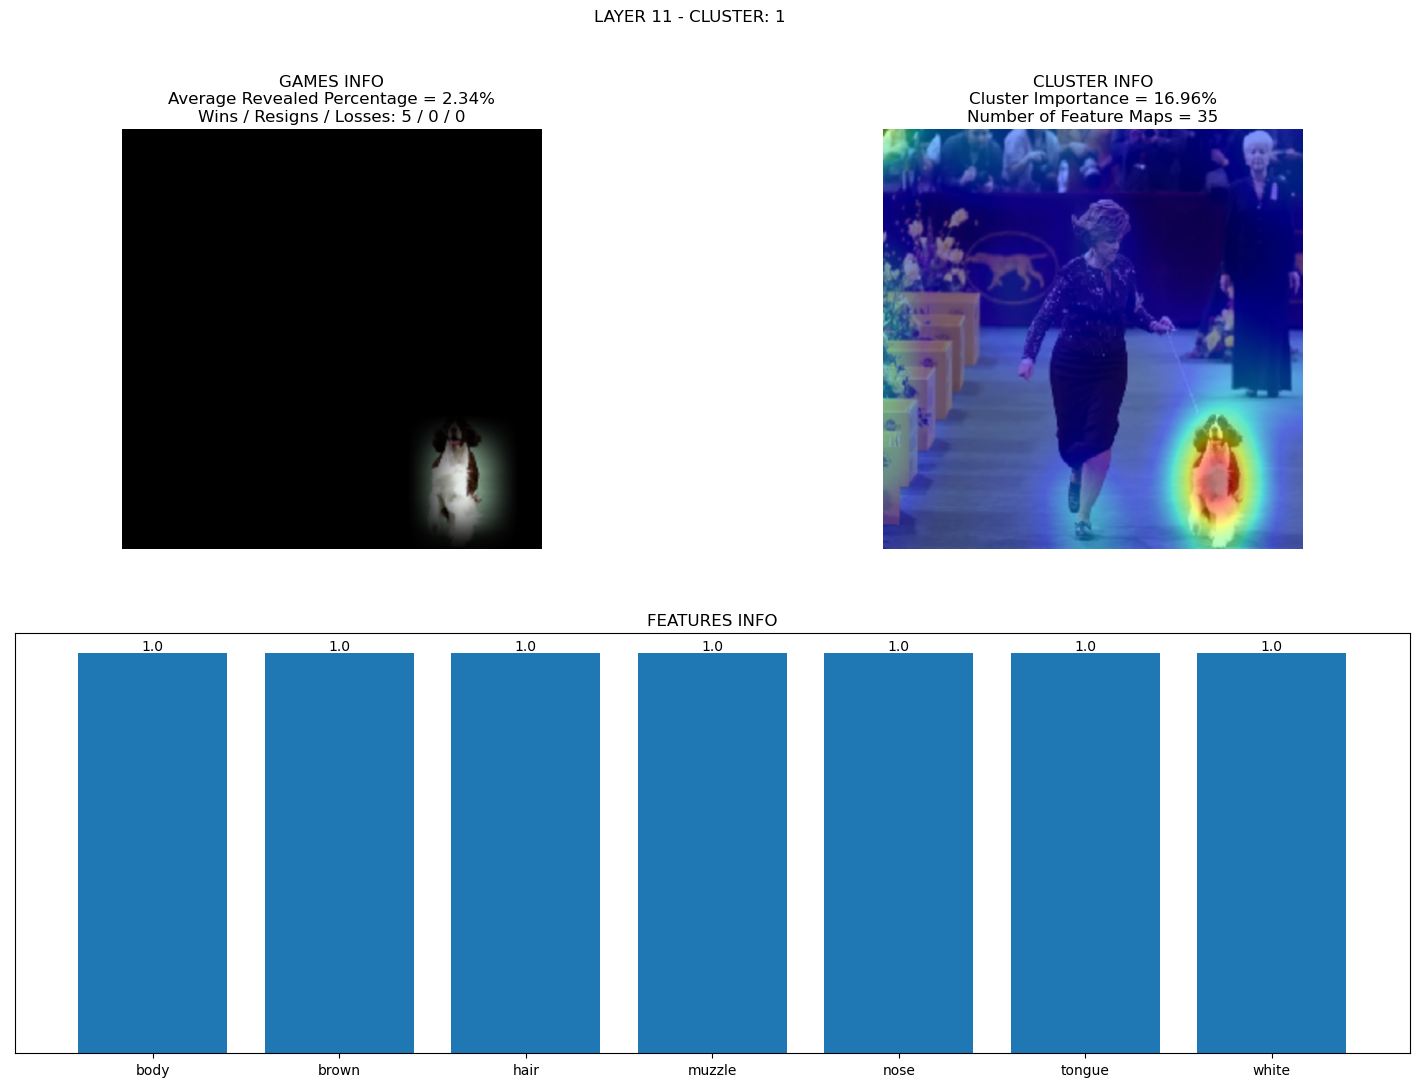 LAYER 11 - CLUSTER: 1
GAMES INFO
Average Revealed Percentage = 2.34%
Wins / Resigns / Losses: 5 / 0 / 0
CLUSTER INFO
Cluster Importance = 16.96%
Number of Feature Maps = 35
FEATURES INFO
1.0 1.0 1.0 1.0 1.0 1.0 1.0
body brown hair muzzle nose tongue white